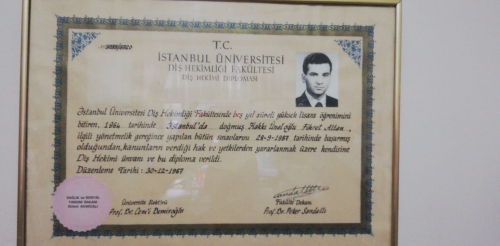 T.C.
İSTANBUL ÜNİVERSİTESİ
DİŞ HEKİMLİĞİ FAKÜLTESİ
DİŞ HEKİMİ DİPLOMASI
İstanbul Üniversitesi Diş Hekimliği Fakültesinde beş yıl süreli yüksek lisans öğrenimini
bitiren, 1964 tarihinde İstanbul'da doğmuş Hakkı Ünal oğlu Fikret Altan
ilgili yönetmelik gereğince yapılan bütün sınavlarını 28-9-1987 tarihinde başarmış
olduğundan, kanunların verdiği hak ve yetkilerden yararlanmak üzere kendisine
Diş Hekimi ünvanı ve bu diploma verildi.
Düzenleme Tarihi : 30-12-1987
Üniversite Rektörü
Prof. Dr. Cem'i Demiroğlu
Fakülte Dekanı
Prof. Dr. Peker Sandallı